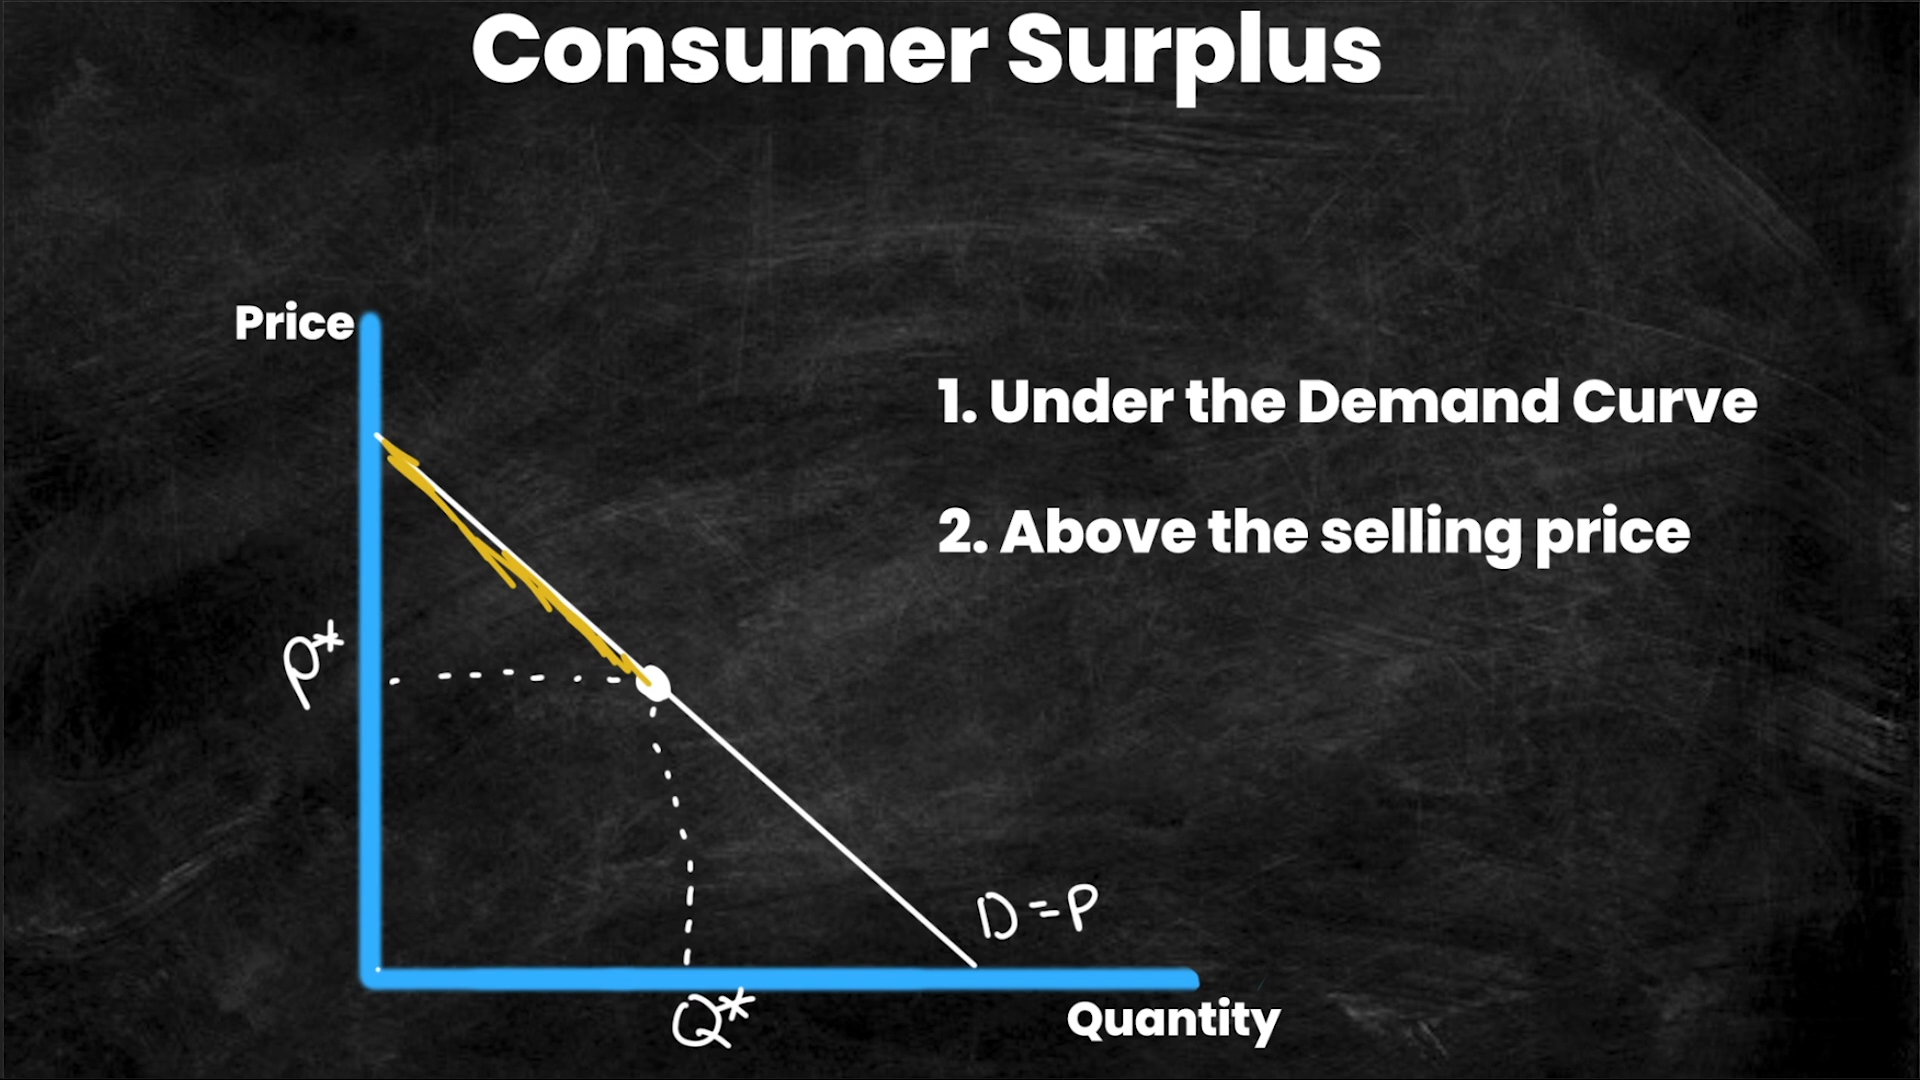 Consumer Surplus
Price
1. Under the Demand Curve
2. Above the selling price
P*
D=P
Q*
Quantity